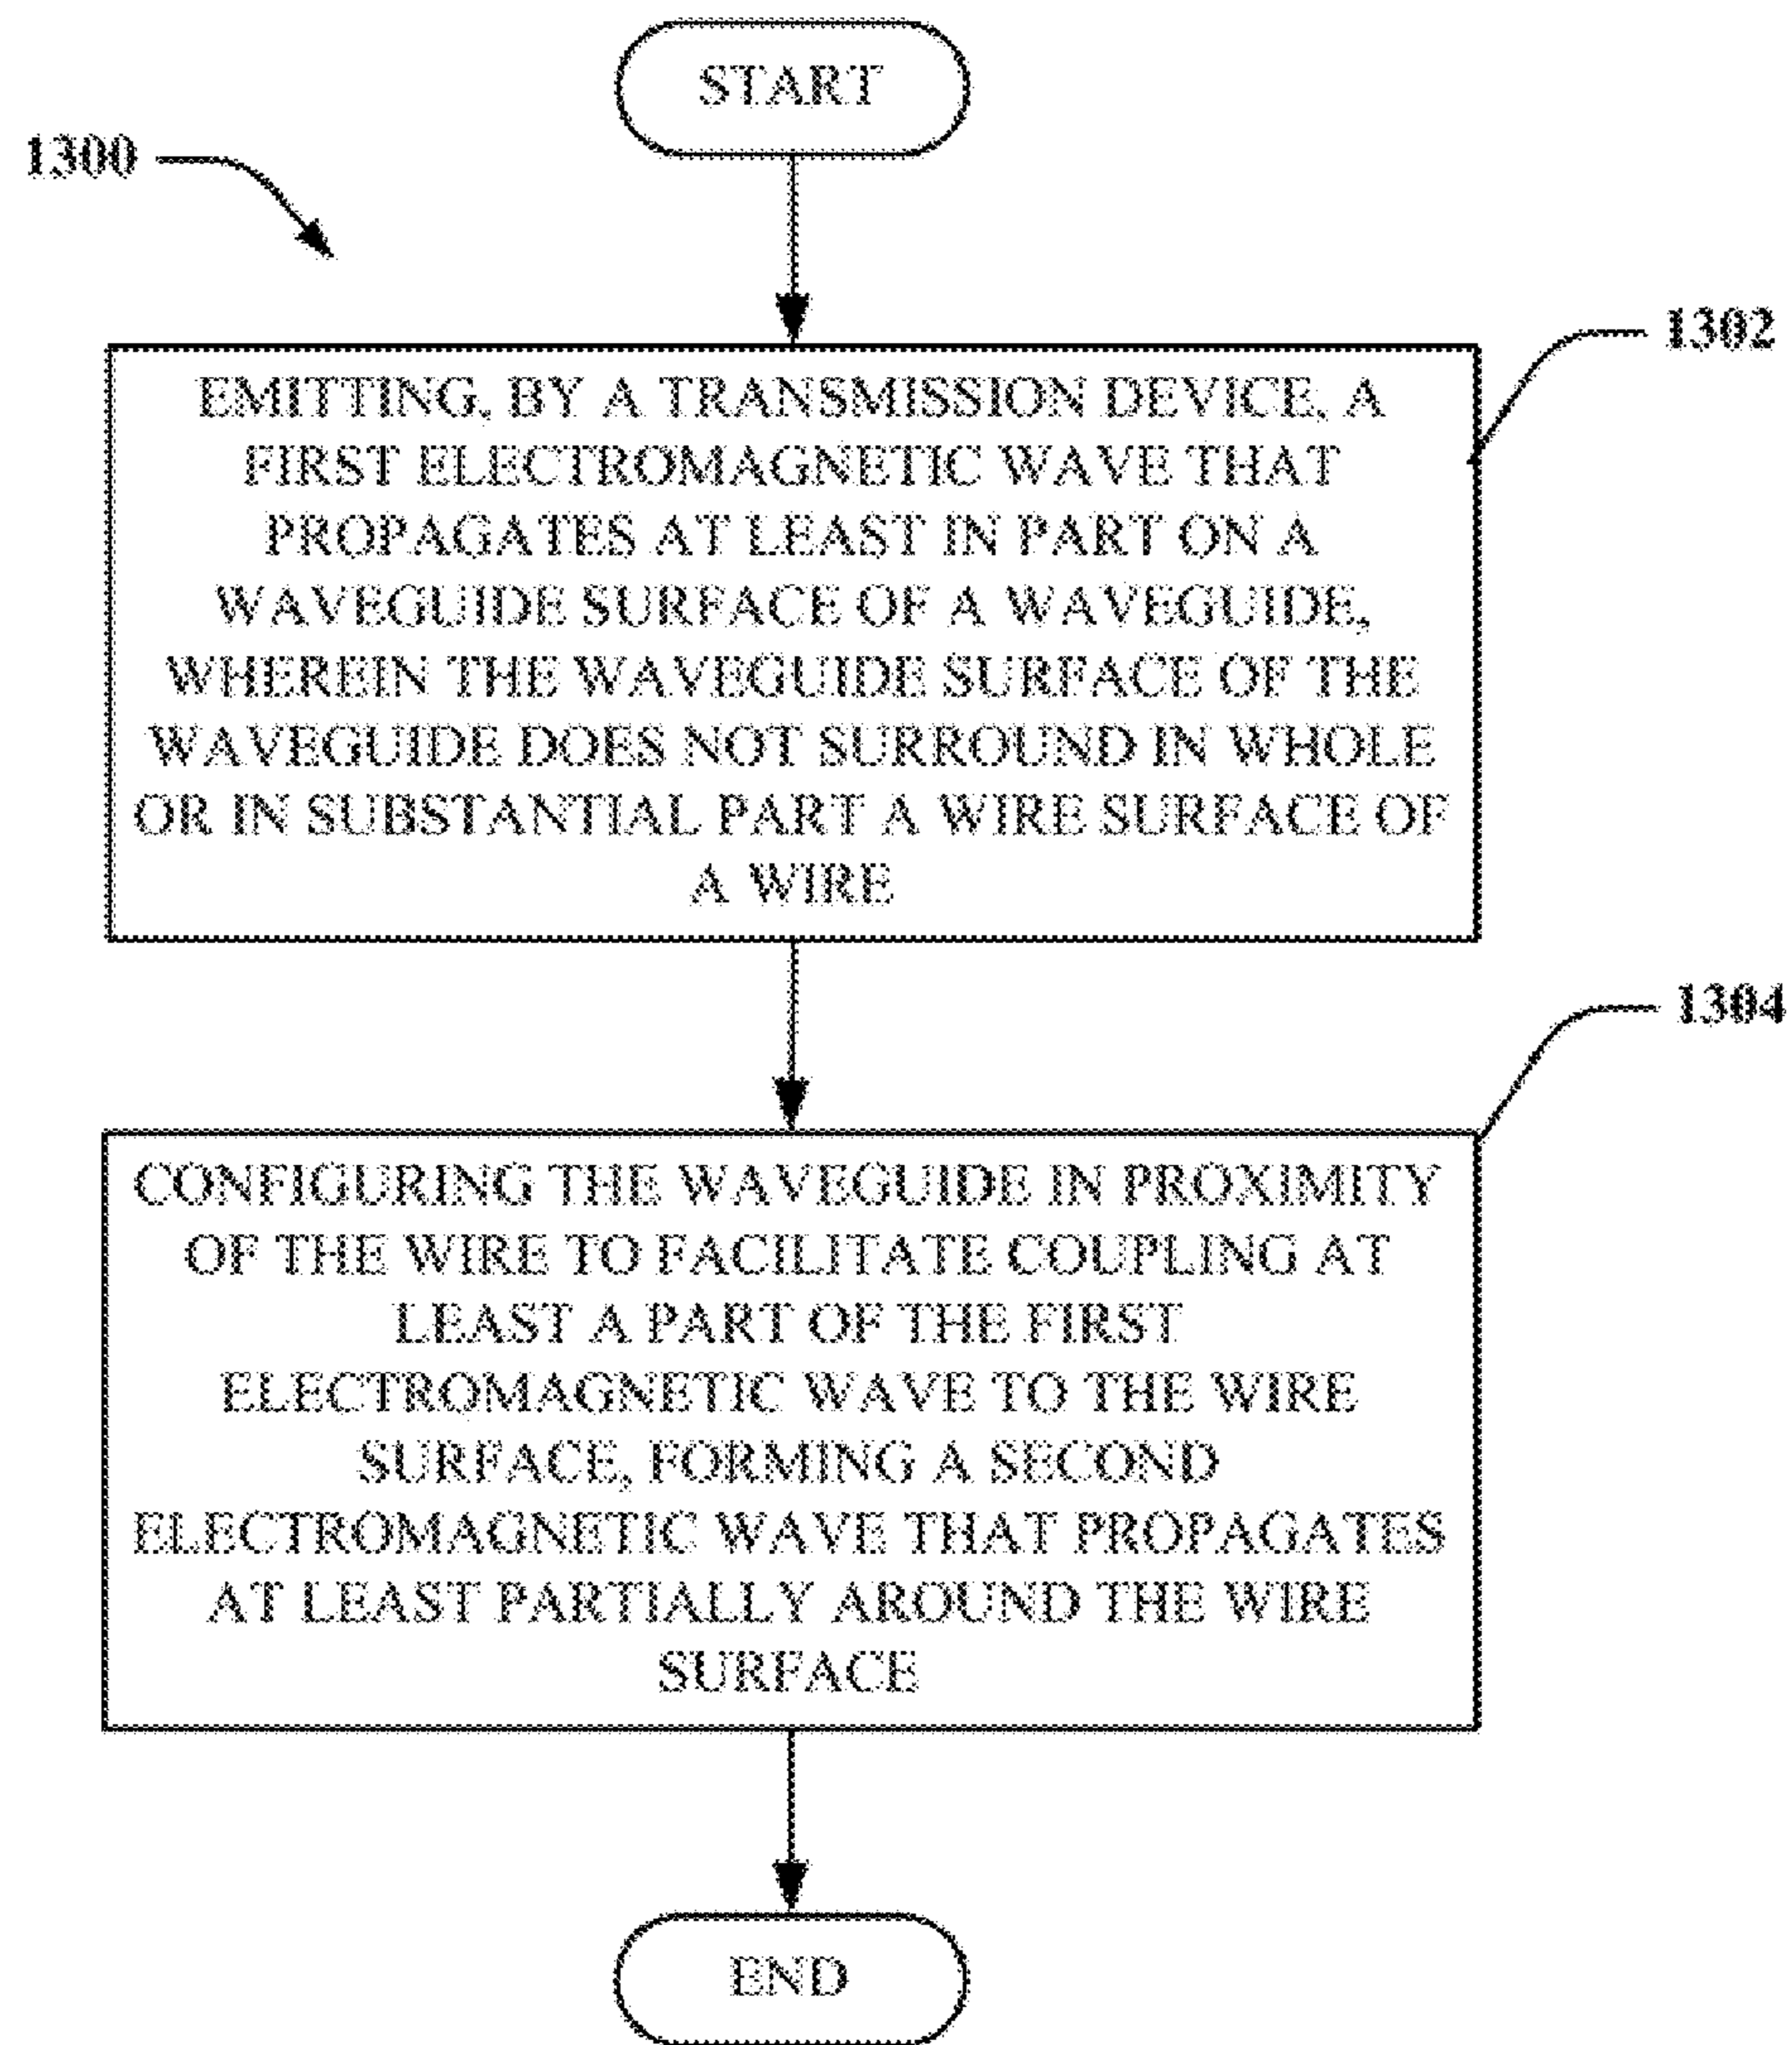 START
1300
1302
EMITTING, BY A TRANSMISSION DEVICE, A
FIRST ELECTROMAGNETIC WAVE THAT
PROPAGATES AT LEAST IN PART ON A
WAVEGUIDE SURFACE OF A WAVEGUIDE,
WHEREIN THE WAVEGUIDE SURFACE OF THE
WAVEGUIDE DOES NOT SURROUND IN WHOLE
OR IN SUBSTANTIAL PART A WIRE SURFACE OF
A WIRE
1304
CONFIGURING THE WAVEGUIDE IN PROXIMITY
OF THE WIRE TO FACILITATE COUPLING AT
LEAST A PART OF THE FIRST
ELECTROMAGNETIC WAVE TO THE WIRE
SURFACE, FORMING A SECOND
ELECTROMAGNETIC WAVE THAT PROPAGATES
AT LEAST PARTIALLY AROUND THE WIRE
SURFACE
END